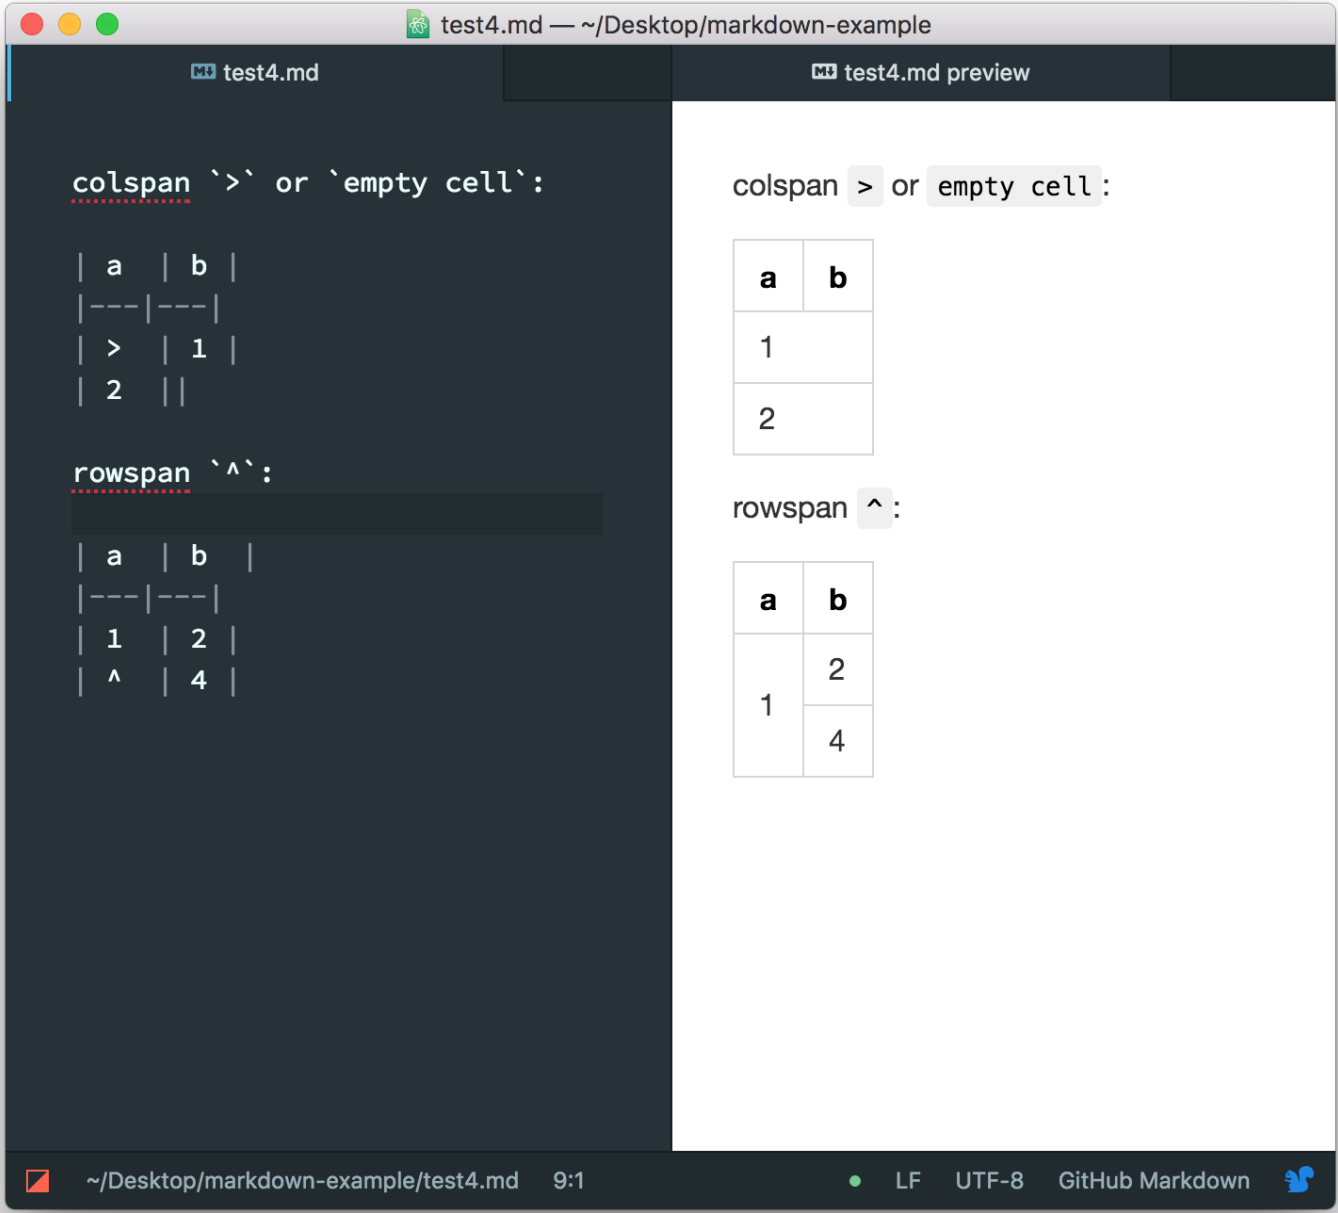 test4.md — ~/Desktop/markdown-example
test4.md
test4.md preview
colspan `>` or `empty cell`:
| a | b |
|---|---|
| > | 1 |
| 2 ||
rowspan `^`:
| a | b |
|---|---|
| 1 | 2 |
| ^ | 4 |
colspan > or empty cell:
a b
1
2
rowspan ^:
a b
2
1
4
~/Desktop/markdown-example/test4.md 9:1 LF UTF-8 GitHub Markdown